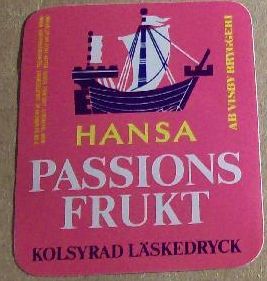 AB VISBY BRYGGERI
HANSA
PASSIONS
FRUKT
KOLSYRAD LÄSKEDRYCK